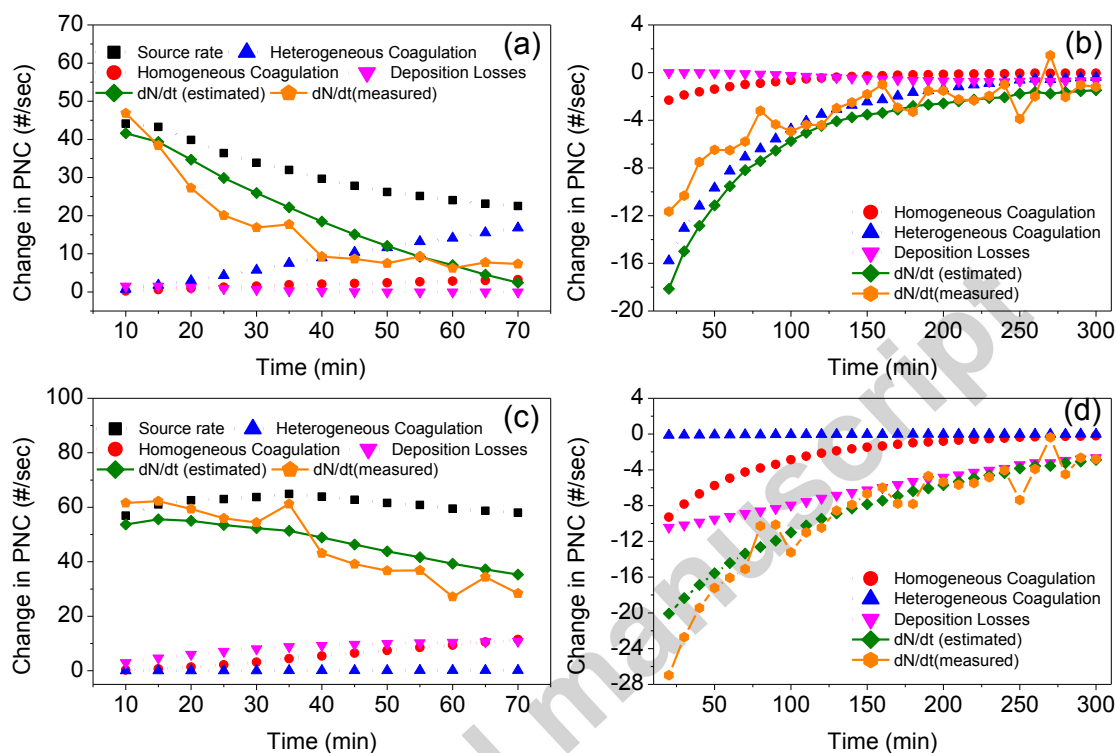 (a)
Source rate
Heterogeneous Coagulation
Homogeneous Coagulation
Deposition Losses
dN/dt (estimated)
dN/dt(measured)
Change in PNC (#/sec)
70
60
50
40
30
20
10
0
10 20 30 40 50 60 70
Time (min)
(b)
Homogeneous Coagulation
Heterogeneous Coagulation
Deposition Losses
dN/dt (estimated)
dN/dt(measured)
Change in PNC (#/sec)
4
0
-4
-8
-12
-16
-20
50 100 150 200 250 300
Time (min)
(c)
Source rate
Heterogeneous Coagulation
Homogeneous Coagulation
Deposition Losses
dN/dt (estimated)
dN/dt(measured)
Change in PNC (#/sec)
100
80
60
40
20
0
10 20 30 40 50 60 70
Time (min)
(d)
Homogeneous Coagulation
Heterogeneous Coagulation
Deposition Losses
dN/dt (estimated)
dN/dt(measured)
Change in PNC (#/sec)
4
0
-4
-8
-12
-16
-20
-24
-28
50 100 150 200 250 300
Time (min)
manuscript